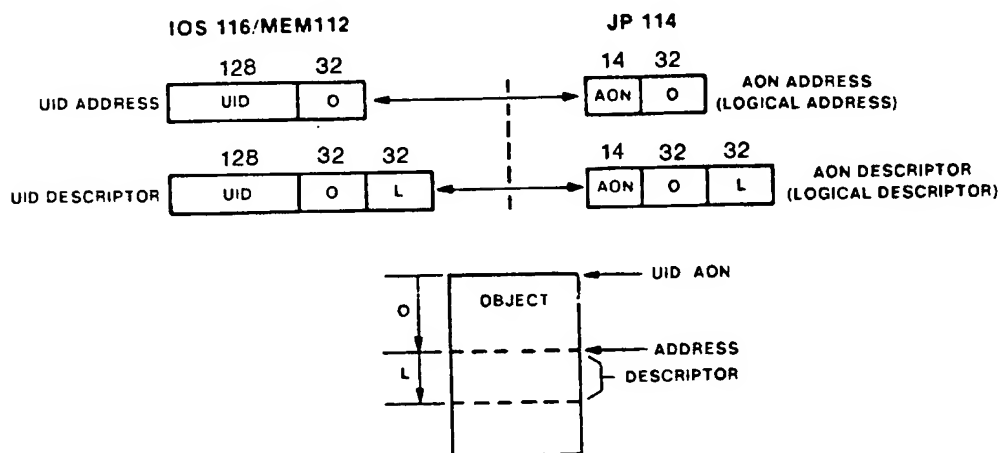 IOS 116/MEM112 JP 114
128 32 14 32
UID ADDRESS UID O AON O AON ADDRESS
(LOGICAL ADDRESS)
128 32 32 14 32 32
UID DESCRIPTOR UID O L AON O L AON DESCRIPTOR
(LOGICAL DESCRIPTOR)
UID AON
OBJECT
O
ADDRESS
L
DESCRIPTOR